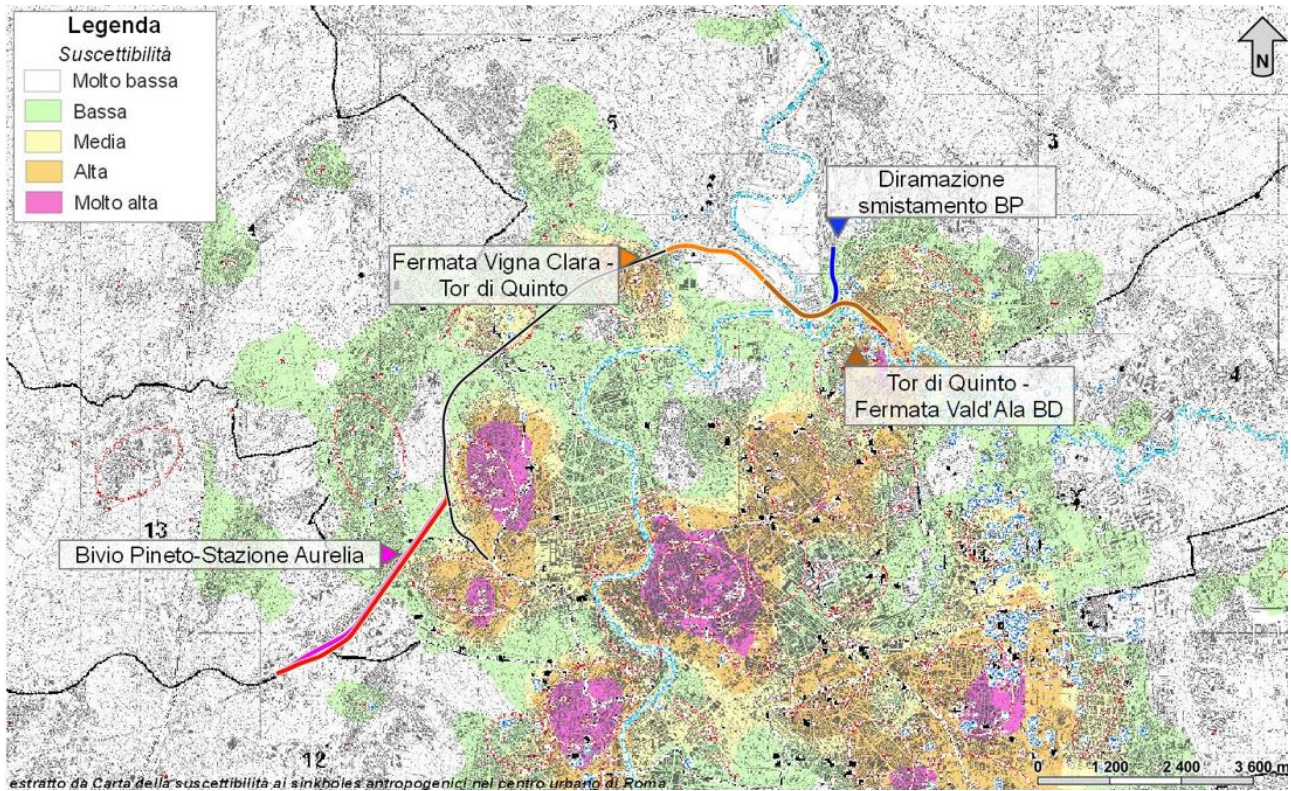 Legenda
Suscettibilità
Molto bassa
Bassa
Media
Alta
Molto alta
N
5
3
Diramazione
smistamento BP
Fermata Vigna Clara -
Tor di Quinto
4
4
Tor di Quinto -
Fermata Vald'Ala BD
13
Bivio Pineto-Stazione Aurelia
12
estratto da Carta della suscettibilità ai sinkholes antropogenici nel centro urbano di Roma
0 1 200 2 400 3 600 m